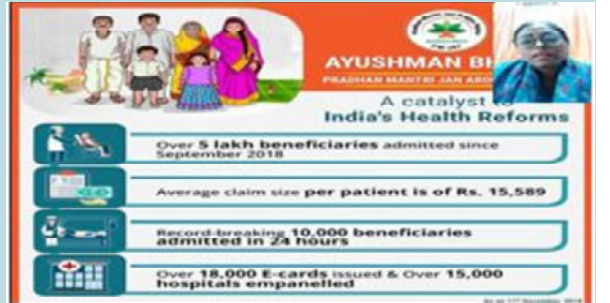 AYUSHMAN BH
PRADHAN MANTRI JAN ARO
A catalyst to
India's Health Reforms
Over 5 lakh beneficiaries admitted since
September 2018
Average claim size per patient is of Rs. 15,589
Record-breaking 10,000 beneficiaries
admitted in 24 hours
Over 18,000 E-cards issued & Over 15,000
hospitals empanelled